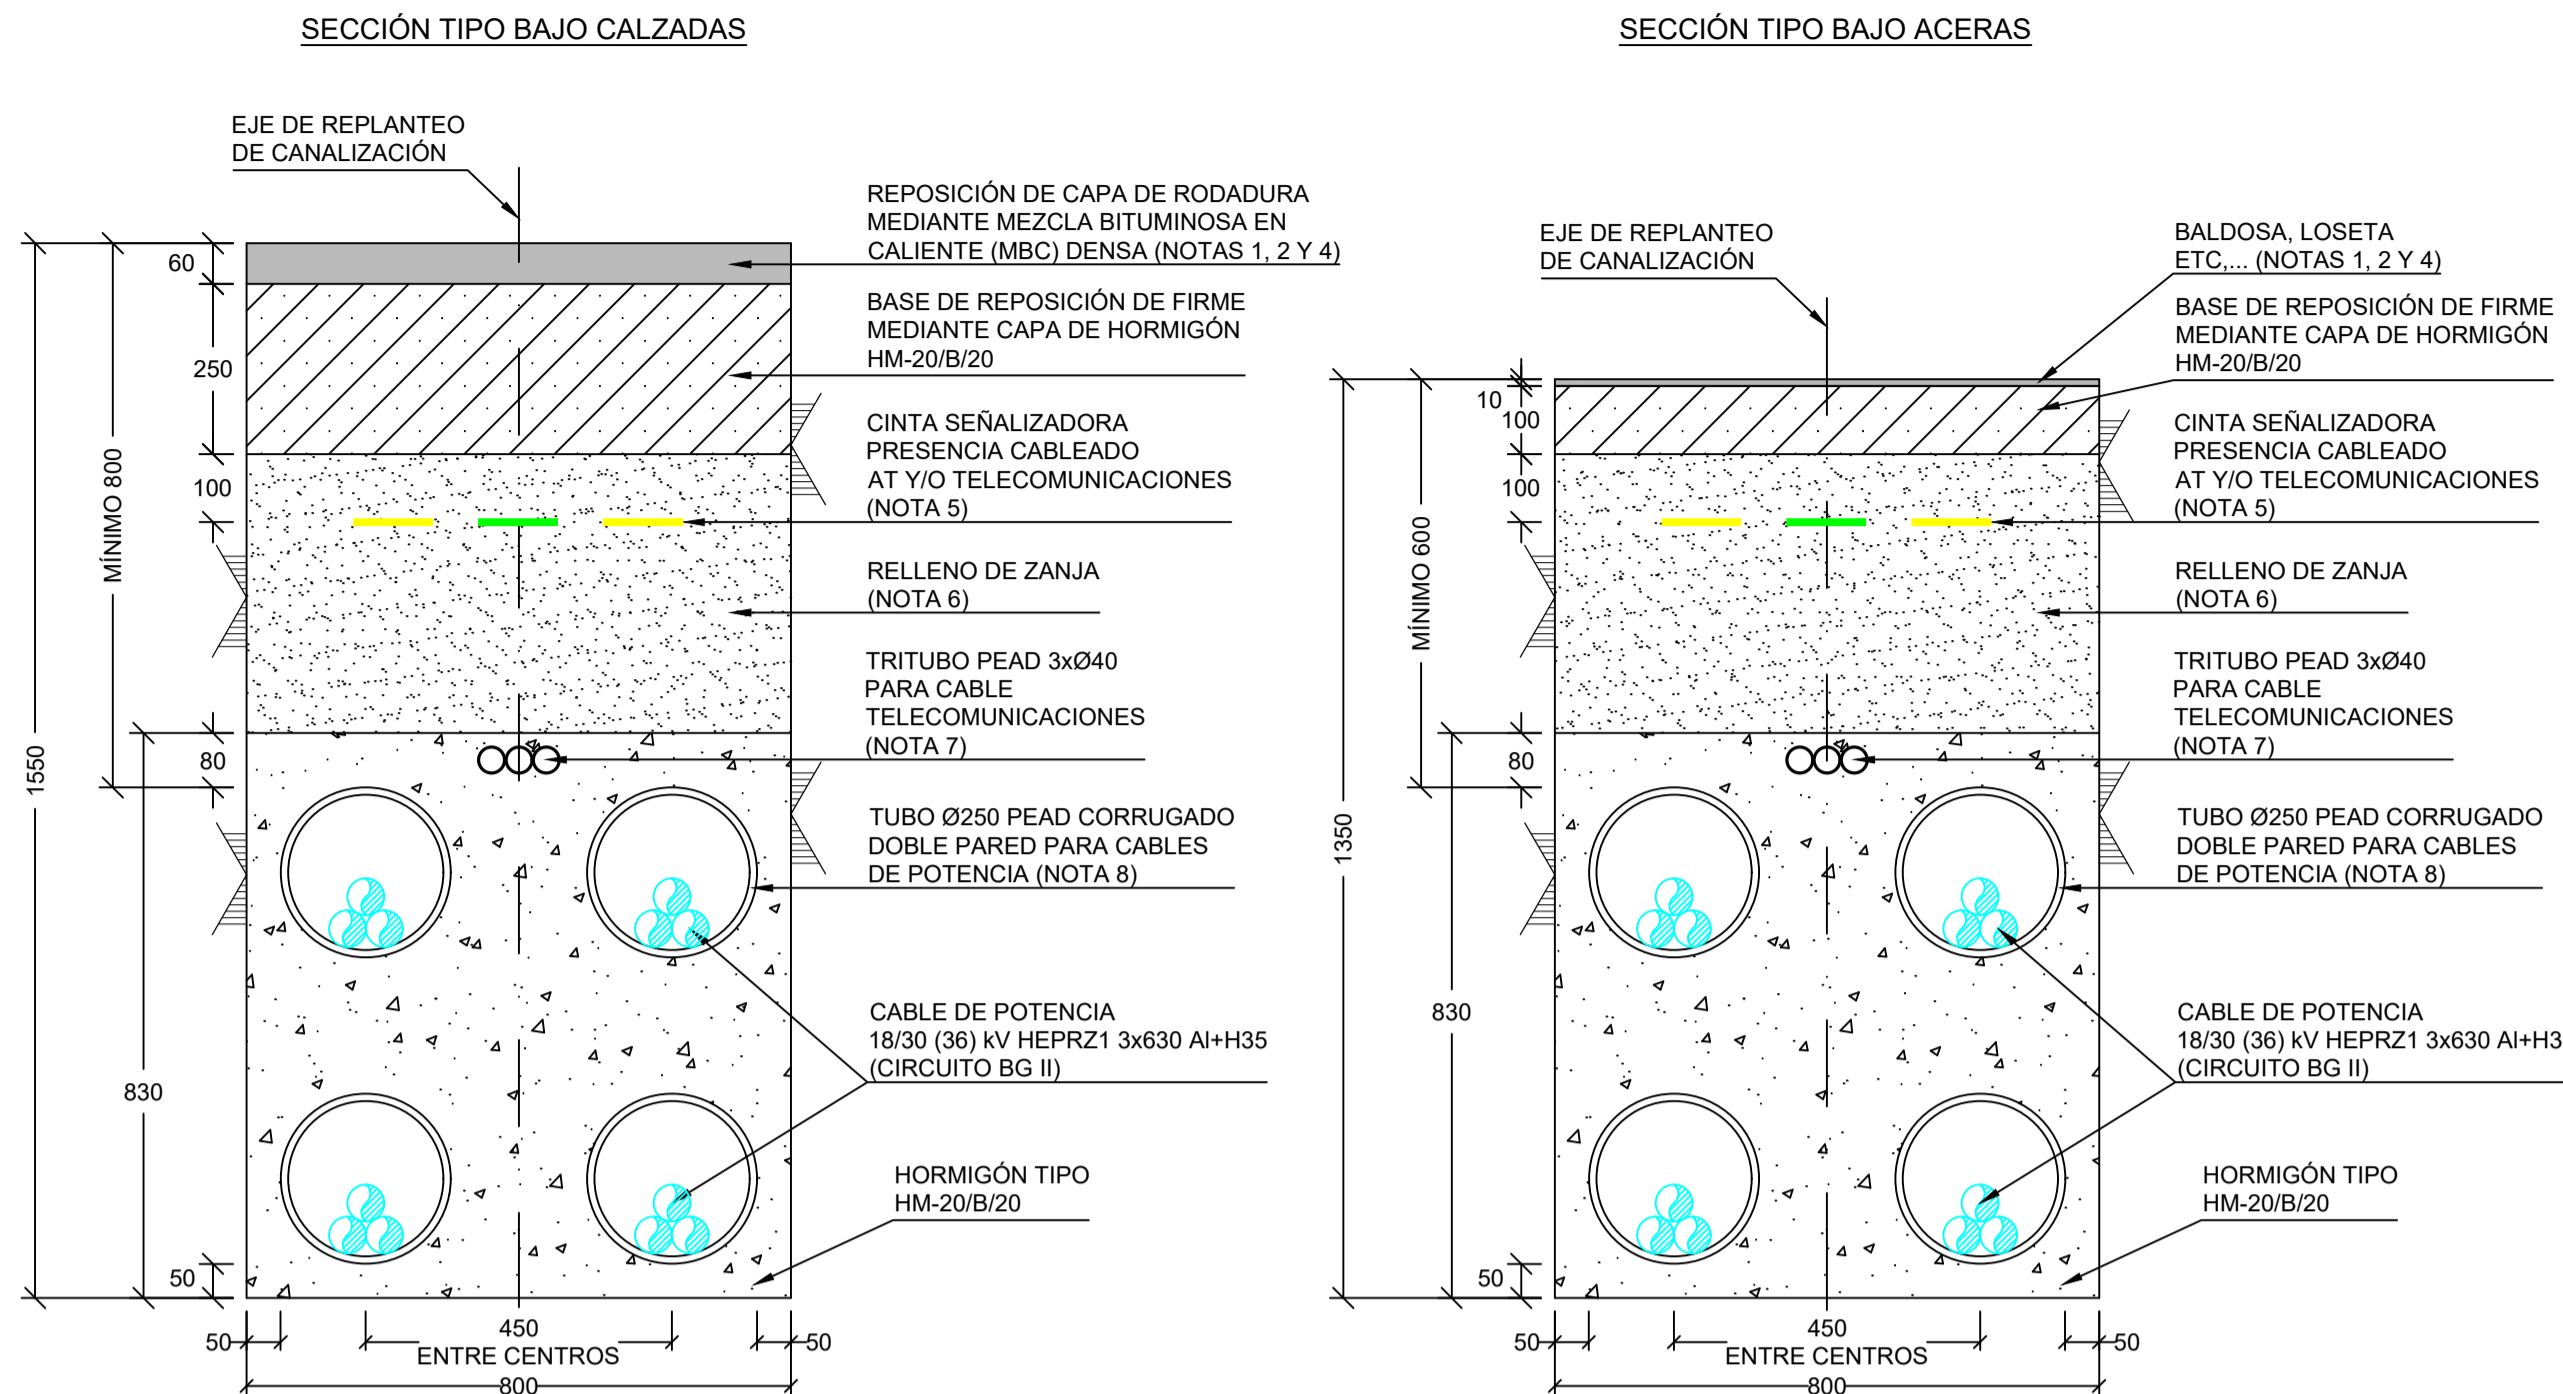 SECCIÓN TIPO BAJO CALZADAS
EJE DE REPLANTEO
DE CANALIZACIÓN
REPOSICIÓN DE CAPA DE RODADURA
MEDIANTE MEZCLA BITUMINOSA EN
CALIENTE (MBC) DENSA (NOTAS 1, 2 Y 4)
BASE DE REPOSICIÓN DE FIRME
MEDIANTE CAPA DE HORMIGÓN
HM-20/B/20
CINTA SEÑALIZADORA
PRESENCIA CABLEADO
AT Y/O TELECOMUNICACIONES
(NOTA 5)
RELLENO DE ZANJA
(NOTA 6)
TRITUBO PEAD 3xØ40
PARA CABLE
TELECOMUNICACIONES
(NOTA 7)
TUBO Ø250 PEAD CORRUGADO
DOBLE PARED PARA CABLES
DE POTENCIA (NOTA 8)
CABLE DE POTENCIA
18/30 (36) kV HEPRZ1 3x630 Al+H35
(CIRCUITO BG II)
HORMIGÓN TIPO
HM-20/B/20
60
250
100
MÍNIMO 800
1550
80
830
50
50
450
ENTRE CENTROS
50
800
SECCIÓN TIPO BAJO ACERAS
EJE DE REPLANTEO
DE CANALIZACIÓN
BALDOSA, LOSETA
ETC,... (NOTAS 1, 2 Y 4)
BASE DE REPOSICIÓN DE FIRME
MEDIANTE CAPA DE HORMIGÓN
HM-20/B/20
CINTA SEÑALIZADORA
PRESENCIA CABLEADO
AT Y/O TELECOMUNICACIONES
(NOTA 5)
RELLENO DE ZANJA
(NOTA 6)
TRITUBO PEAD 3xØ40
PARA CABLE
TELECOMUNICACIONES
(NOTA 7)
TUBO Ø250 PEAD CORRUGADO
DOBLE PARED PARA CABLES
DE POTENCIA (NOTA 8)
CABLE DE POTENCIA
18/30 (36) kV HEPRZ1 3x630 Al+H3
(CIRCUITO BG II)
HORMIGÓN TIPO
HM-20/B/20
10
100
100
MÍNIMO 600
1350
80
830
50
50
450
ENTRE CENTROS
50
800